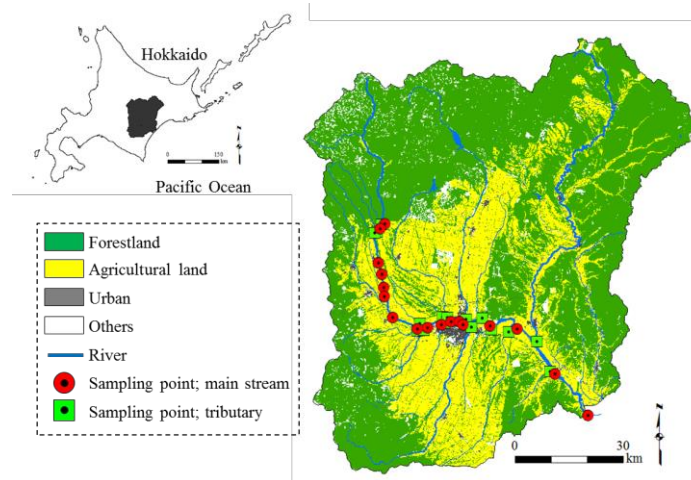 Hokkaido
0 150
km
N
Pacific Ocean
Forestland
Agricultural land
Urban
Others
River
Sampling point; main stream
Sampling point; tributary
0 30
km
N